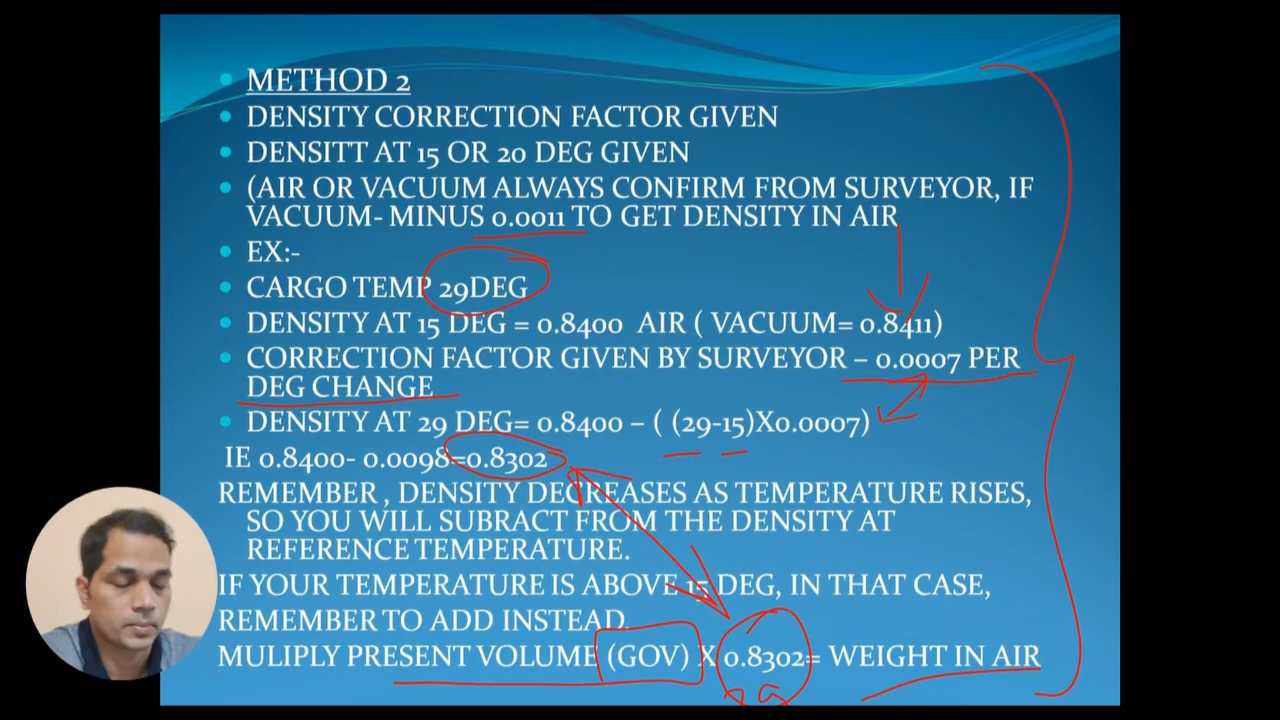 METHOD 2
DENSITY CORRECTION FACTOR GIVEN
DENSITT AT 15 OR 20 DEG GIVEN
(AIR OR VACUUM ALWAYS CONFIRM FROM SURVEYOR, IF
VACUUM- MINUS 0.0011 TO GET DENSITY IN AIR
EX:-
CARGO TEMP 29DEG
DENSITY AT 15 DEG = 0.8400 AIR ( VACUUM= 0.8411)
CORRECTION FACTOR GIVEN BY SURVEYOR – 0.0007 PER
DEG CHANGE
DENSITY AT 29 DEG= 0.8400 – ( (29-15)X0.0007)
IE 0.8400- 0.0098=0.8302
REMEMBER , DENSITY DECREASES AS TEMPERATURE RISES,
SO YOU WILL SUBRACT FROM THE DENSITY AT
REFERENCE TEMPERATURE.
IF YOUR TEMPERATURE IS ABOVE 15 DEG, IN THAT CASE,
REMEMBER TO ADD INSTEAD.
MULIPLY PRESENT VOLUME (GOV) X 0.8302= WEIGHT IN AIR